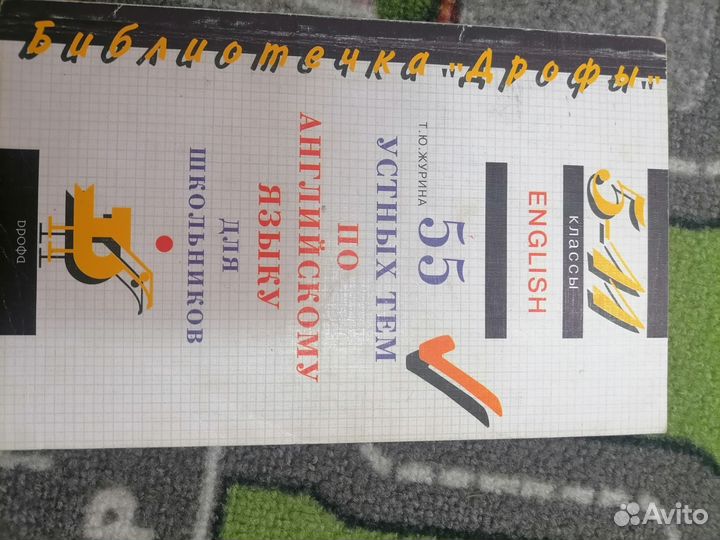 Библиотечка "Дрофы"
5-11
классы
ENGLISH
Т.Ю.ЖУРИНА
55
УСТНЫХ ТЕМ
ПО
АНГЛИЙСКОМУ
ЯЗЫКУ
ДЛЯ
ШКОЛЬНИКОВ
Дрофа
Avito